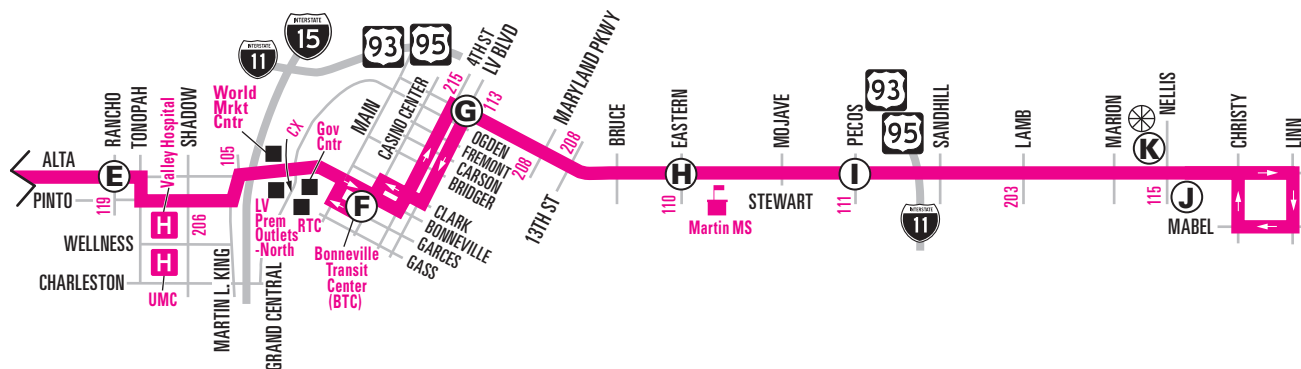 INTERSTATE
15
INTERSTATE
11
93
95
4TH ST
LV BLVD
215
113
G
MARYLAND PKWY
World
Mrkt
Cntr
CX
Gov
Cntr
MAIN
CASINO CENTER
OGDEN
FREMONT
CARSON
BRIDGER
CLARK
BONNEVILLE
GARCES
GASS
208
208
13TH ST
RANCHO
TONOPAH
Valley Hospital
SHADOW
105
ALTA
E
PINTO
119
H
206
WELLNESS
H
CHARLESTON
UMC
MARTIN L. KING
GRAND CENTRAL
LV
Prem
Outlets
-North
RTC
F
Bonneville
Transit
Center
(BTC)
BRUCE
EASTERN
H
110
Martin MS
MOJAVE
STEWART
PECOS
I
111
93
95
SANDHILL
INTERSTATE
11
LAMB
203
MARION
NELLIS
K
115
J
MABEL
CHRISTY
LINN